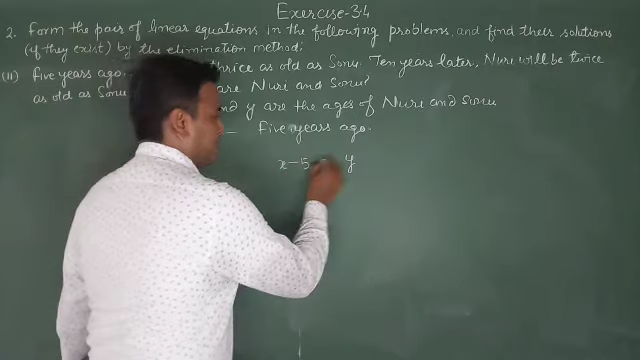 Exercise-3.4
2. Form the pair of linear equations in the following problems, and find their solutions
(if they exist) by the elimination method:
(II) Five years ago, thrice as old as Sonu. Ten years later, Nuri will be twice
as old as Sonu are Nuri and Sonu?
and y are the ages of Nuri and Sonu
Five years ago.
x-5 y